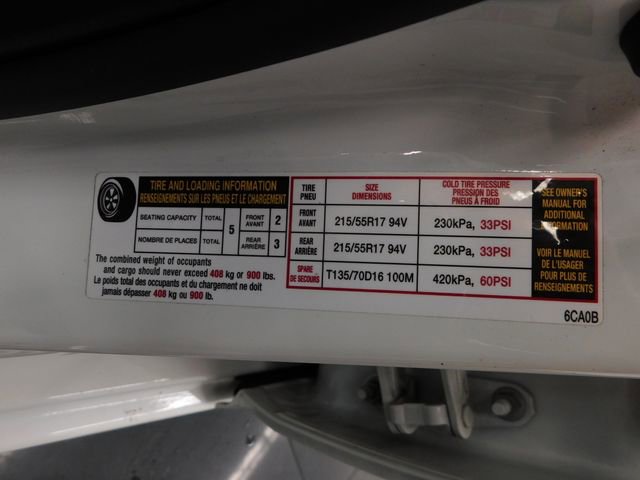 TIRE AND LOADING INFORMATION
RENSEIGNEMENTS SUR LES PNEUS ET LE CHARGEMENT
SEATING CAPACITY TOTAL 5 FRONT AVANT 2
NOMBRE DE PLACES TOTAL REAR ARRIÈRE 3
The combined weight of occupants
and cargo should never exceed 408 kg or 900 lbs.
Le poids total des occupants et du chargement ne doit
jamais dépasser 408 kg ou 900 lb.
TIRE PNEU SIZE DIMENSIONS COLD TIRE PRESSURE PRESSION DES PNEUS À FROID
FRONT AVANT 215/55R17 94V 230kPa, 33PSI
REAR ARRIÈRE 215/55R17 94V 230kPa, 33PSI
SPARE DE SECOURS T135/70D16 100M 420kPa, 60PSI
SEE OWNER'S
MANUAL FOR
ADDITIONAL
INFORMATION
VOIR LE MANUEL
DE L'USAGER
POUR PLUS DE
RENSEIGNEMENTS
6CA0B